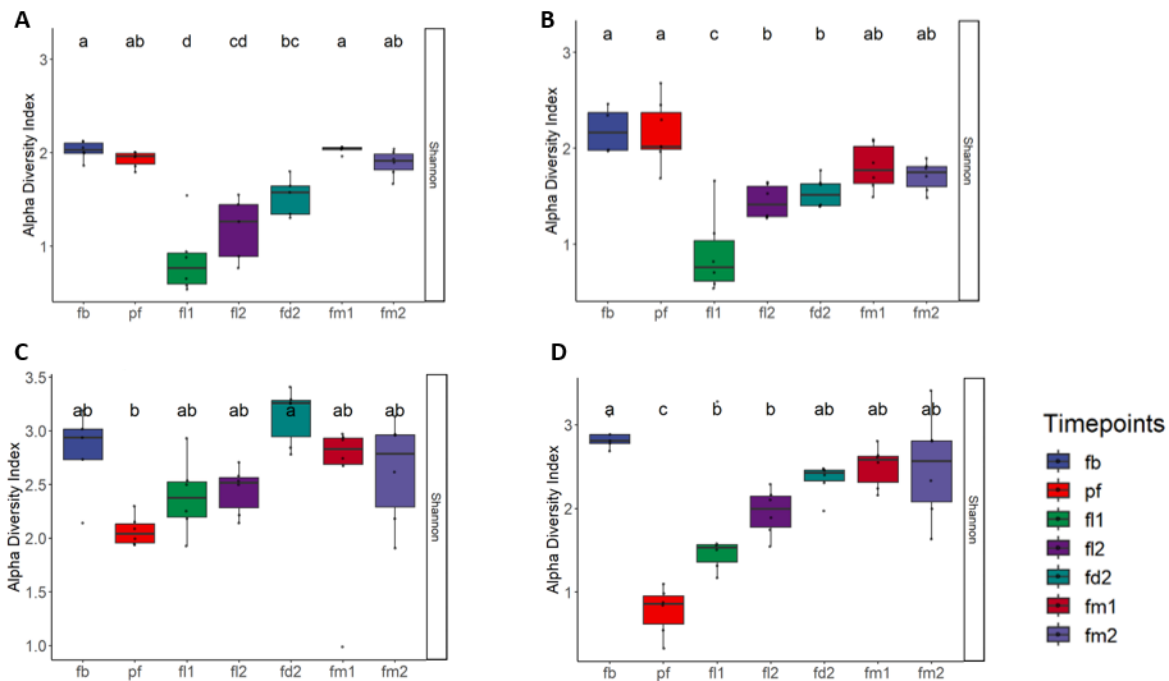 A
Alpha Diversity Index
3
2
1
a ab d cd bc a ab
Shannon
fb pf fl1 fl2 fd2 fm1 fm2
B
Alpha Diversity Index
3
2
1
a a c b b ab ab
Shannon
fb pf fl1 fl2 fd2 fm1 fm2
C
Alpha Diversity Index
3.5
3.0
2.5
2.0
1.5
1.0
ab b ab ab a ab ab
Shannon
fb pf fl1 fl2 fd2 fm1 fm2
D
Alpha Diversity Index
3
2
1
a c b b ab ab ab
Shannon
fb pf fl1 fl2 fd2 fm1 fm2
Timepoints
fb
pf
fl1
fl2
fd2
fm1
fm2